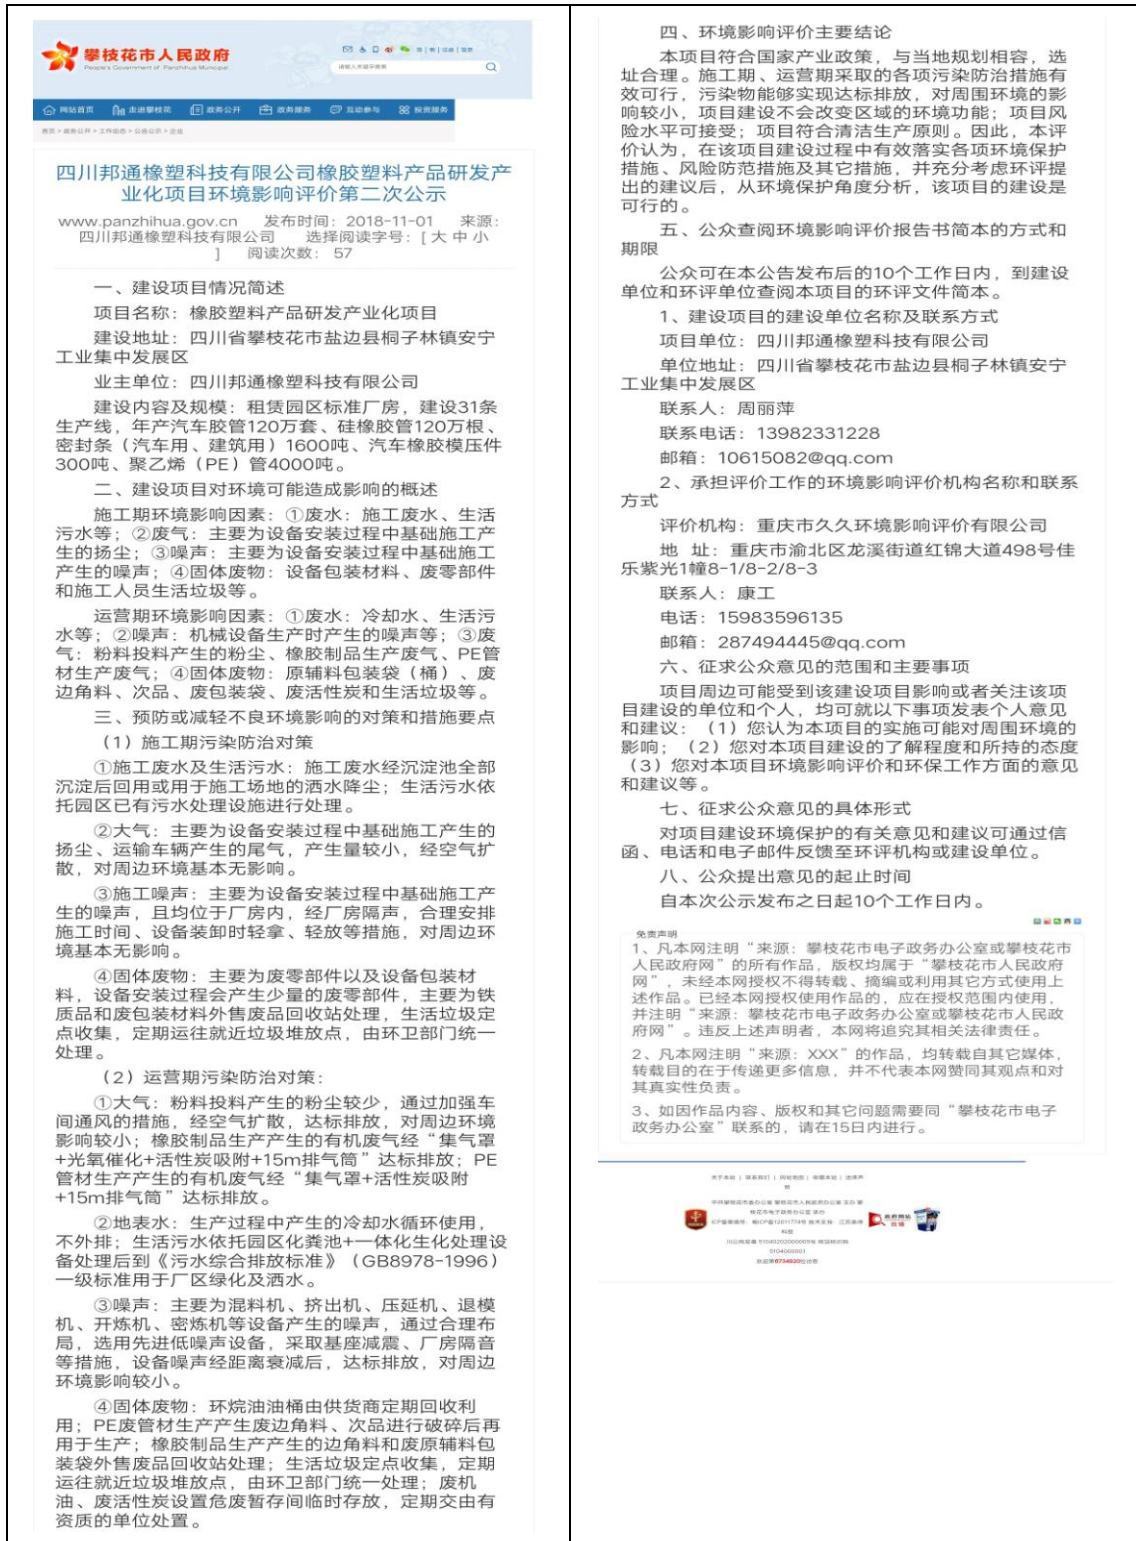 攀枝花市人民政府
People's Government of Panzhihua Municipal
请输入关键字搜索
网站首页 走进攀枝花 政务公开 政务服务 互动参与 投资服务
首页 > 政务公开 > 工作动态 > 公告公示 > 企业
四川邦通橡塑科技有限公司橡胶塑料产品研发产
业化项目环境影响评价第二次公示
www.panzhihua.gov.cn 发布时间：2018-11-01 来源：
四川邦通橡塑科技有限公司 选择阅读字号：[ 大 中 小
] 阅读次数： 57
一、建设项目情况简述
项目名称：橡胶塑料产品研发产业化项目
建设地址：四川省攀枝花市盐边县桐子林镇安宁
工业集中发展区
业主单位：四川邦通橡塑科技有限公司
建设内容及规模：租赁园区标准厂房，建设31条
生产线，年产汽车胶管120万套、硅橡胶管120万根、
密封条（汽车用、建筑用）1600吨、汽车橡胶模压件
300吨、聚乙烯（PE）管4000吨。
二、建设项目对环境可能造成影响的概述
施工期环境影响因素：①废水：施工废水、生活
污水等；②废气：主要为设备安装过程中基础施工产
生的扬尘；③噪声：主要为设备安装过程中基础施工
产生的噪声；④固体废物：设备包装材料、废零部件
和施工人员生活垃圾等。
运营期环境影响因素：①废水：冷却水、生活污
水等；②噪声：机械设备生产时产生的噪声等；③废
气：粉料投料产生的粉尘、橡胶制品生产废气、PE管
材生产废气；④固体废物：原辅料包装袋（桶）、废
边角料、次品、废包装袋、废活性炭和生活垃圾等。
三、预防或减轻不良环境影响的对策和措施要点
（1）施工期污染防治对策
①施工废水及生活污水：施工废水经沉淀池全部
沉淀后回用或用于施工场地的洒水降尘；生活污水依
托园区已有污水处理设施进行处理。
②大气：主要为设备安装过程中基础施工产生的
扬尘、运输车辆产生的尾气，产生量较小，经空气扩
散，对周边环境基本无影响。
③施工噪声：主要为设备安装过程中基础施工产
生的噪声，且均位于厂房内，经厂房隔声，合理安排
施工时间、设备装卸时轻拿、轻放等措施，对周边环
境基本无影响。
④固体废物：主要为废零部件以及设备包装材
料，设备安装过程会产生少量的废零部件，主要为铁
质品和废包装材料外售废品回收站处理，生活垃圾定
点收集，定期运往就近垃圾堆放点，由环卫部门统一
处理。
（2）运营期污染防治对策：
①大气：粉料投料产生的粉尘较少，通过加强车
间通风的措施，经空气扩散，达标排放，对周边环境
影响较小；橡胶制品生产产生的有机废气经“集气罩
+光氧催化+活性炭吸附+15m排气筒”达标排放；PE
管材生产产生的有机废气经“集气罩+活性炭吸附
+15m排气筒”达标排放。
②地表水：生产过程中产生的冷却水循环使用，
不外排；生活污水依托园区化粪池+一体化生化处理设
备处理后到《污水综合排放标准》（GB8978-1996）
一级标准用于厂区绿化及洒水。
③噪声：主要为混料机、挤出机、压延机、退模
机、开炼机、密炼机等设备产生的噪声，通过合理布
局，选用先进低噪声设备，采取基座减震、厂房隔音
等措施，设备噪声经距离衰减后，达标排放，对周边
环境影响较小。
④固体废物：环烷油油桶由供货商定期回收利
用；PE废管材生产产生废边角料、次品进行破碎后再
用于生产；橡胶制品生产产生的边角料和废原辅料包
装袋外售废品回收站处理；生活垃圾定点收集，定期
运往就近垃圾堆放点，由环卫部门统一处理；废机
油、废活性炭设置危废暂存间临时存放，定期交由有
资质的单位处置。
四、环境影响评价主要结论
本项目符合国家产业政策，与当地规划相容，选
址合理。施工期、运营期采取的各项污染防治措施有
效可行，污染物能够实现达标排放，对周围环境的影
响较小，项目建设不会改变区域的环境功能；项目风
险水平可接受；项目符合清洁生产原则。因此，本评
价认为，在该项目建设过程中有效落实各项环境保护
措施、风险防范措施及其它措施，并充分考虑环评提
出的建议后，从环境保护角度分析，该项目的建设是
可行的。
五、公众查阅环境影响评价报告书简本的方式和
期限
公众可在本公告发布后的10个工作日内，到建设
单位和环评单位查阅本项目的环评文件简本。
1、建设项目的建设单位名称及联系方式
项目单位：四川邦通橡塑科技有限公司
单位地址：四川省攀枝花市盐边县桐子林镇安宁
工业集中发展区
联系人：周丽萍
联系电话：13982331228
邮箱：10615082@qq.com
2、承担评价工作的环境影响评价机构名称和联系
方式
评价机构：重庆市久久环境影响评价有限公司
地 址：重庆市渝北区龙溪街道红锦大道498号佳
乐紫光1幢8-1/8-2/8-3
联系人：康工
电话：15983596135
邮箱：287494445@qq.com
六、征求公众意见的范围和主要事项
项目周边可能受到该建设项目影响或者关注该项
目建设的单位和个人，均可就以下事项发表个人意见
和建议：（1）您认为本项目的实施可能对周围环境的
影响；（2）您对本项目建设的了解程度和所持的态度
（3）您对本项目环境影响评价和环保工作方面的意见
和建议等。
七、征求公众意见的具体形式
对项目建设环境保护的有关意见和建议可通过信
函、电话和电子邮件反馈至环评机构或建设单位。
八、公众提出意见的起止时间
自本次公示发布之日起10个工作日内。
免责声明
1、凡本网注明“来源：攀枝花市电子政务办公室或攀枝花市
人民政府网”的所有作品，版权均属于“攀枝花市人民政府
网”，未经本网授权不得转载、摘编或利用其它方式使用上
述作品。已经本网授权使用作品的，应在授权范围内使用，
并注明“来源：攀枝花市电子政务办公室或攀枝花市人民政
府网”。违反上述声明者，本网将追究其相关法律责任。
2、凡本网注明“来源：XXX”的作品，均转载自其它媒体，
转载目的在于传递更多信息，并不代表本网赞同其观点和对
其真实性负责。
3、如因作品内容、版权和其它问题需要同“攀枝花市电子
政务办公室”联系的，请在15日内进行。
关于本站 | 联系我们 | 网站地图 | 收藏本站 | 法律声
明
中共攀枝花市委办公室 攀枝花市人民政府办公室 主办 攀
枝花市电子政务办公室 承办
政府网站
找错
5104000001
欢迎第6734920位访客